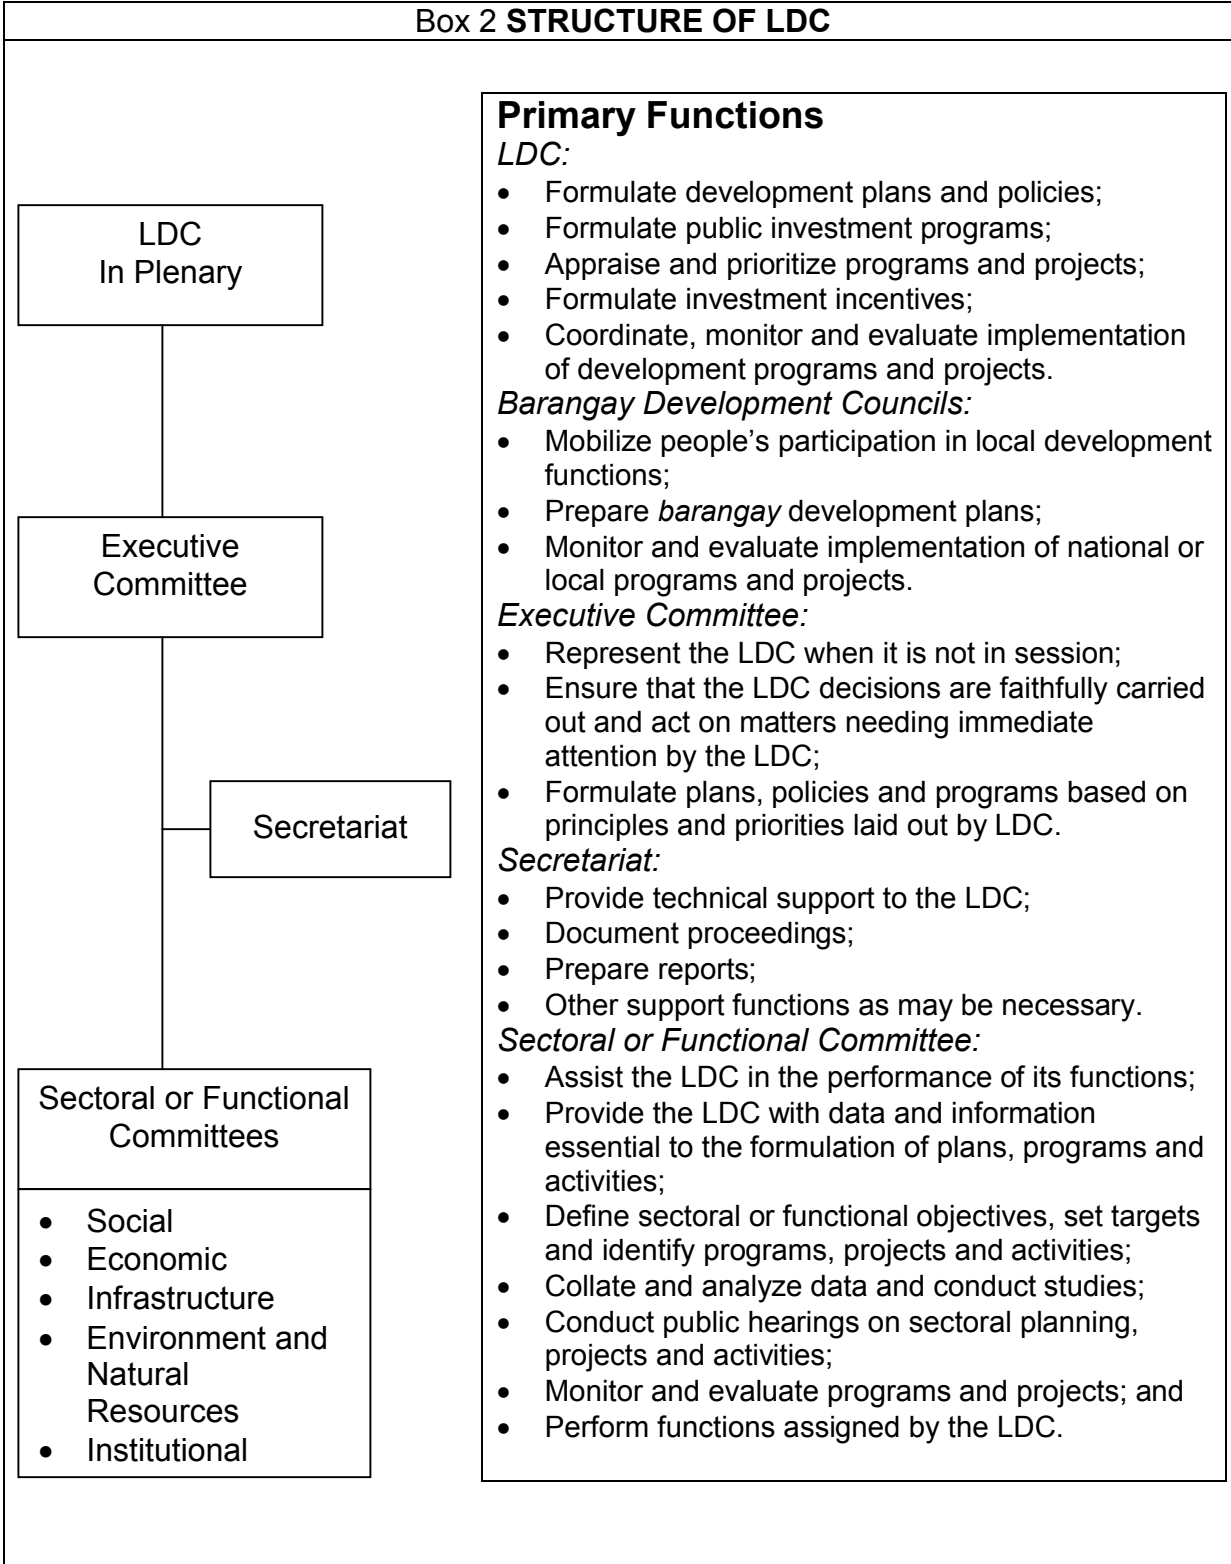 Box 2 STRUCTURE OF LDC
LDC
In Plenary
Executive
Committee
Secretariat
Sectoral or Functional
Committees
• Social
• Economic
• Infrastructure
• Environment and
Natural
Resources
• Institutional
Primary Functions
LDC:
• Formulate development plans and policies;
• Formulate public investment programs;
• Appraise and prioritize programs and projects;
• Formulate investment incentives;
• Coordinate, monitor and evaluate implementation
of development programs and projects.
Barangay Development Councils:
• Mobilize people’s participation in local development
functions;
• Prepare barangay development plans;
• Monitor and evaluate implementation of national or
local programs and projects.
Executive Committee:
• Represent the LDC when it is not in session;
• Ensure that the LDC decisions are faithfully carried
out and act on matters needing immediate
attention by the LDC;
• Formulate plans, policies and programs based on
principles and priorities laid out by LDC.
Secretariat:
• Provide technical support to the LDC;
• Document proceedings;
• Prepare reports;
• Other support functions as may be necessary.
Sectoral or Functional Committee:
• Assist the LDC in the performance of its functions;
• Provide the LDC with data and information
essential to the formulation of plans, programs and
activities;
• Define sectoral or functional objectives, set targets
and identify programs, projects and activities;
• Collate and analyze data and conduct studies;
• Conduct public hearings on sectoral planning,
projects and activities;
• Monitor and evaluate programs and projects; and
• Perform functions assigned by the LDC.